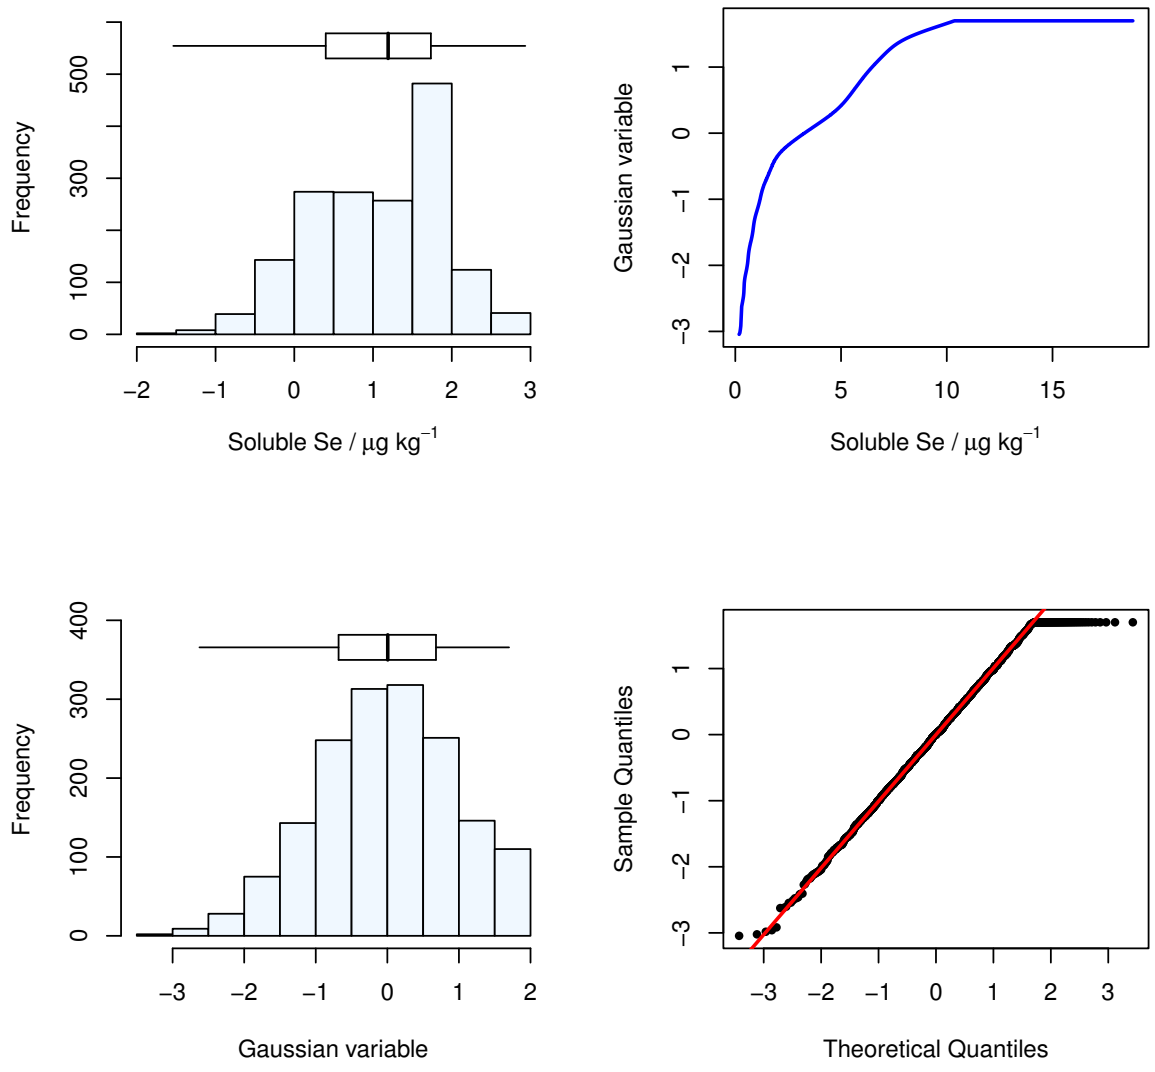 Frequency
0 100 300 500
−2 −1 0 1 2 3
Soluble Se / μg kg−1
Gaussian variable
−3 −2 −1 0 1
0 5 10 15
Soluble Se / μg kg−1
Frequency
0 100 200 300 400
−3 −2 −1 0 1 2
Gaussian variable
Sample Quantiles
−3 −2 −1 0 1
−3 −2 −1 0 1 2 3
Theoretical Quantiles